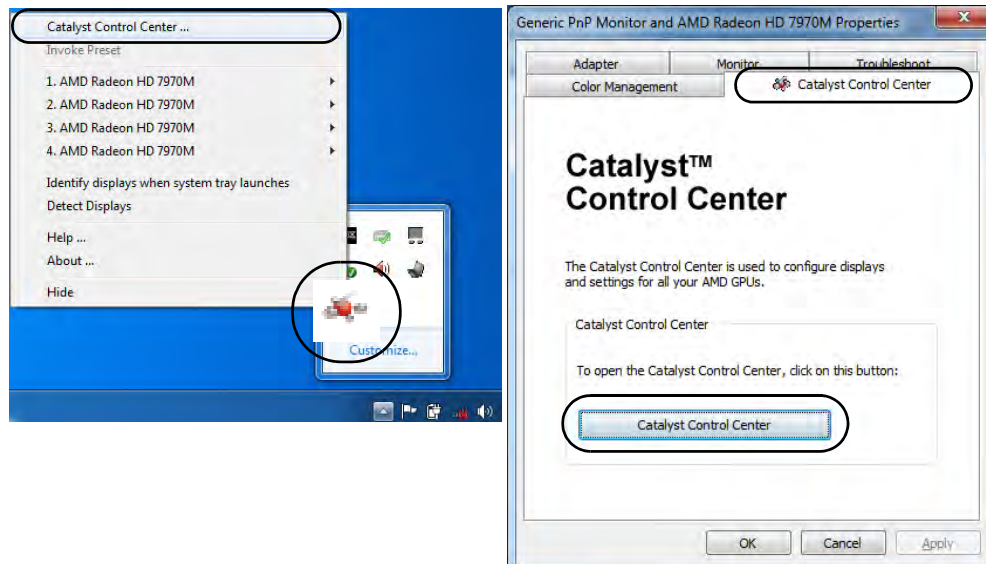 Catalyst Control Center ...
Invoke Preset
1. AMD Radeon HD 7970M
2. AMD Radeon HD 7970M
3. AMD Radeon HD 7970M
4. AMD Radeon HD 7970M
Identify displays when system tray launches
Detect Displays
Help ...
About ...
Hide
Customize...
Generic PnP Monitor and AMD Radeon HD 7970M Properties
Adapter Monitor Troubleshoot
Color Management Catalyst Control Center
Catalyst™
Control Center
The Catalyst Control Center is used to configure displays
and settings for all your AMD GPUs.
Catalyst Control Center
To open the Catalyst Control Center, click on this button:
Catalyst Control Center
OK Cancel Apply